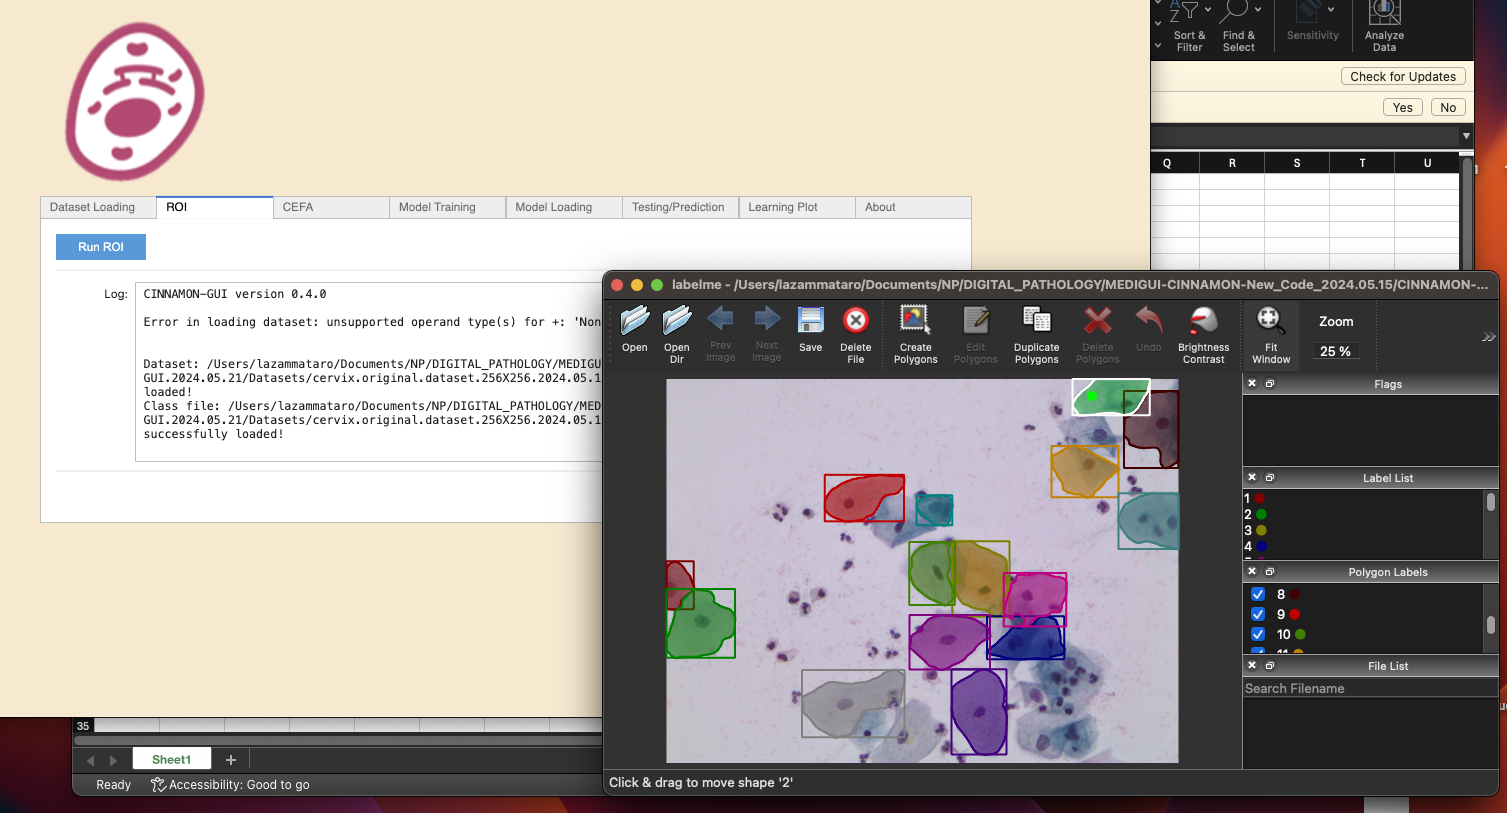 Sort & Filter
Find & Select
Sensitivity
Analyze Data
Check for Updates
Yes No
Q R S T U
Dataset Loading ROI CEFA Model Training Model Loading Testing/Prediction Learning Plot About
Run ROI
Log:
CINNAMON-GUI version 0.4.0
Error in loading dataset: unsupported operand type(s) for +: 'Non
Dataset: /Users/lazammataro/Documents/NP/DIGITAL_PATHOLOGY/MEDIGU
GUI.2024.05.21/Datasets/cervix.original.dataset.256X256.2024.05.1
loaded!
Class file: /Users/lazammataro/Documents/NP/DIGITAL_PATHOLOGY/MED
GUI.2024.05.21/Datasets/cervix.original.dataset.256X256.2024.05.1
successfully loaded!
labelme - /Users/lazammataro/Documents/NP/DIGITAL_PATHOLOGY/MEDIGUI-CINNAMON-New_Code_2024.05.15/CINNAMON-...
Open
Open Dir
Prev Image
Next Image
Save
Delete File
Create Polygons
Edit Polygons
Duplicate Polygons
Delete Polygons
Undo
Brightness Contrast
Fit Window
Zoom
25 %
Flags
Label List
1
2
3
4
Polygon Labels
8
9
10
11
File List
Search Filename
Click & drag to move shape '2'
35
Sheet1 +
Ready Accessibility: Good to go